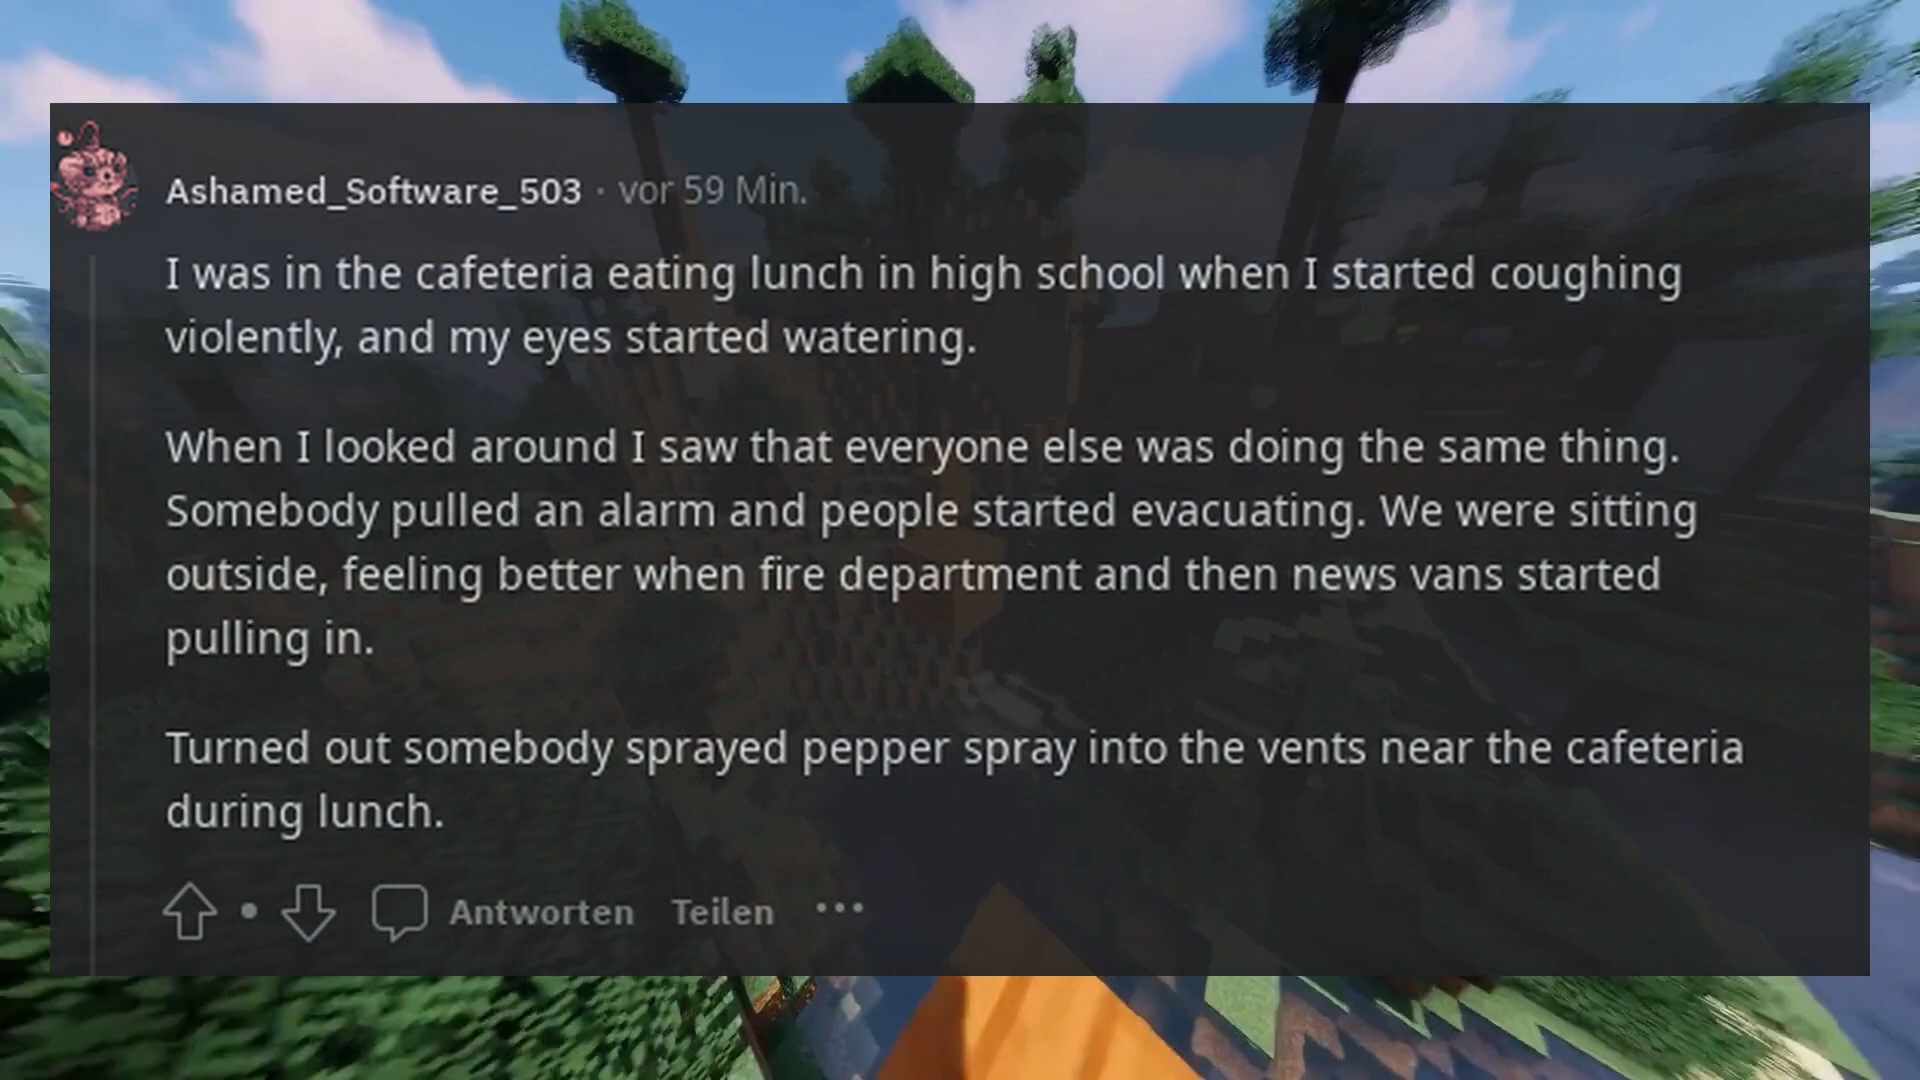 Ashamed_Software_503 · vor 59 Min.
I was in the cafeteria eating lunch in high school when I started coughing
violently, and my eyes started watering.
When I looked around I saw that everyone else was doing the same thing.
Somebody pulled an alarm and people started evacuating. We were sitting
outside, feeling better when fire department and then news vans started
pulling in.
Turned out somebody sprayed pepper spray into the vents near the cafeteria
during lunch.
Antworten Teilen